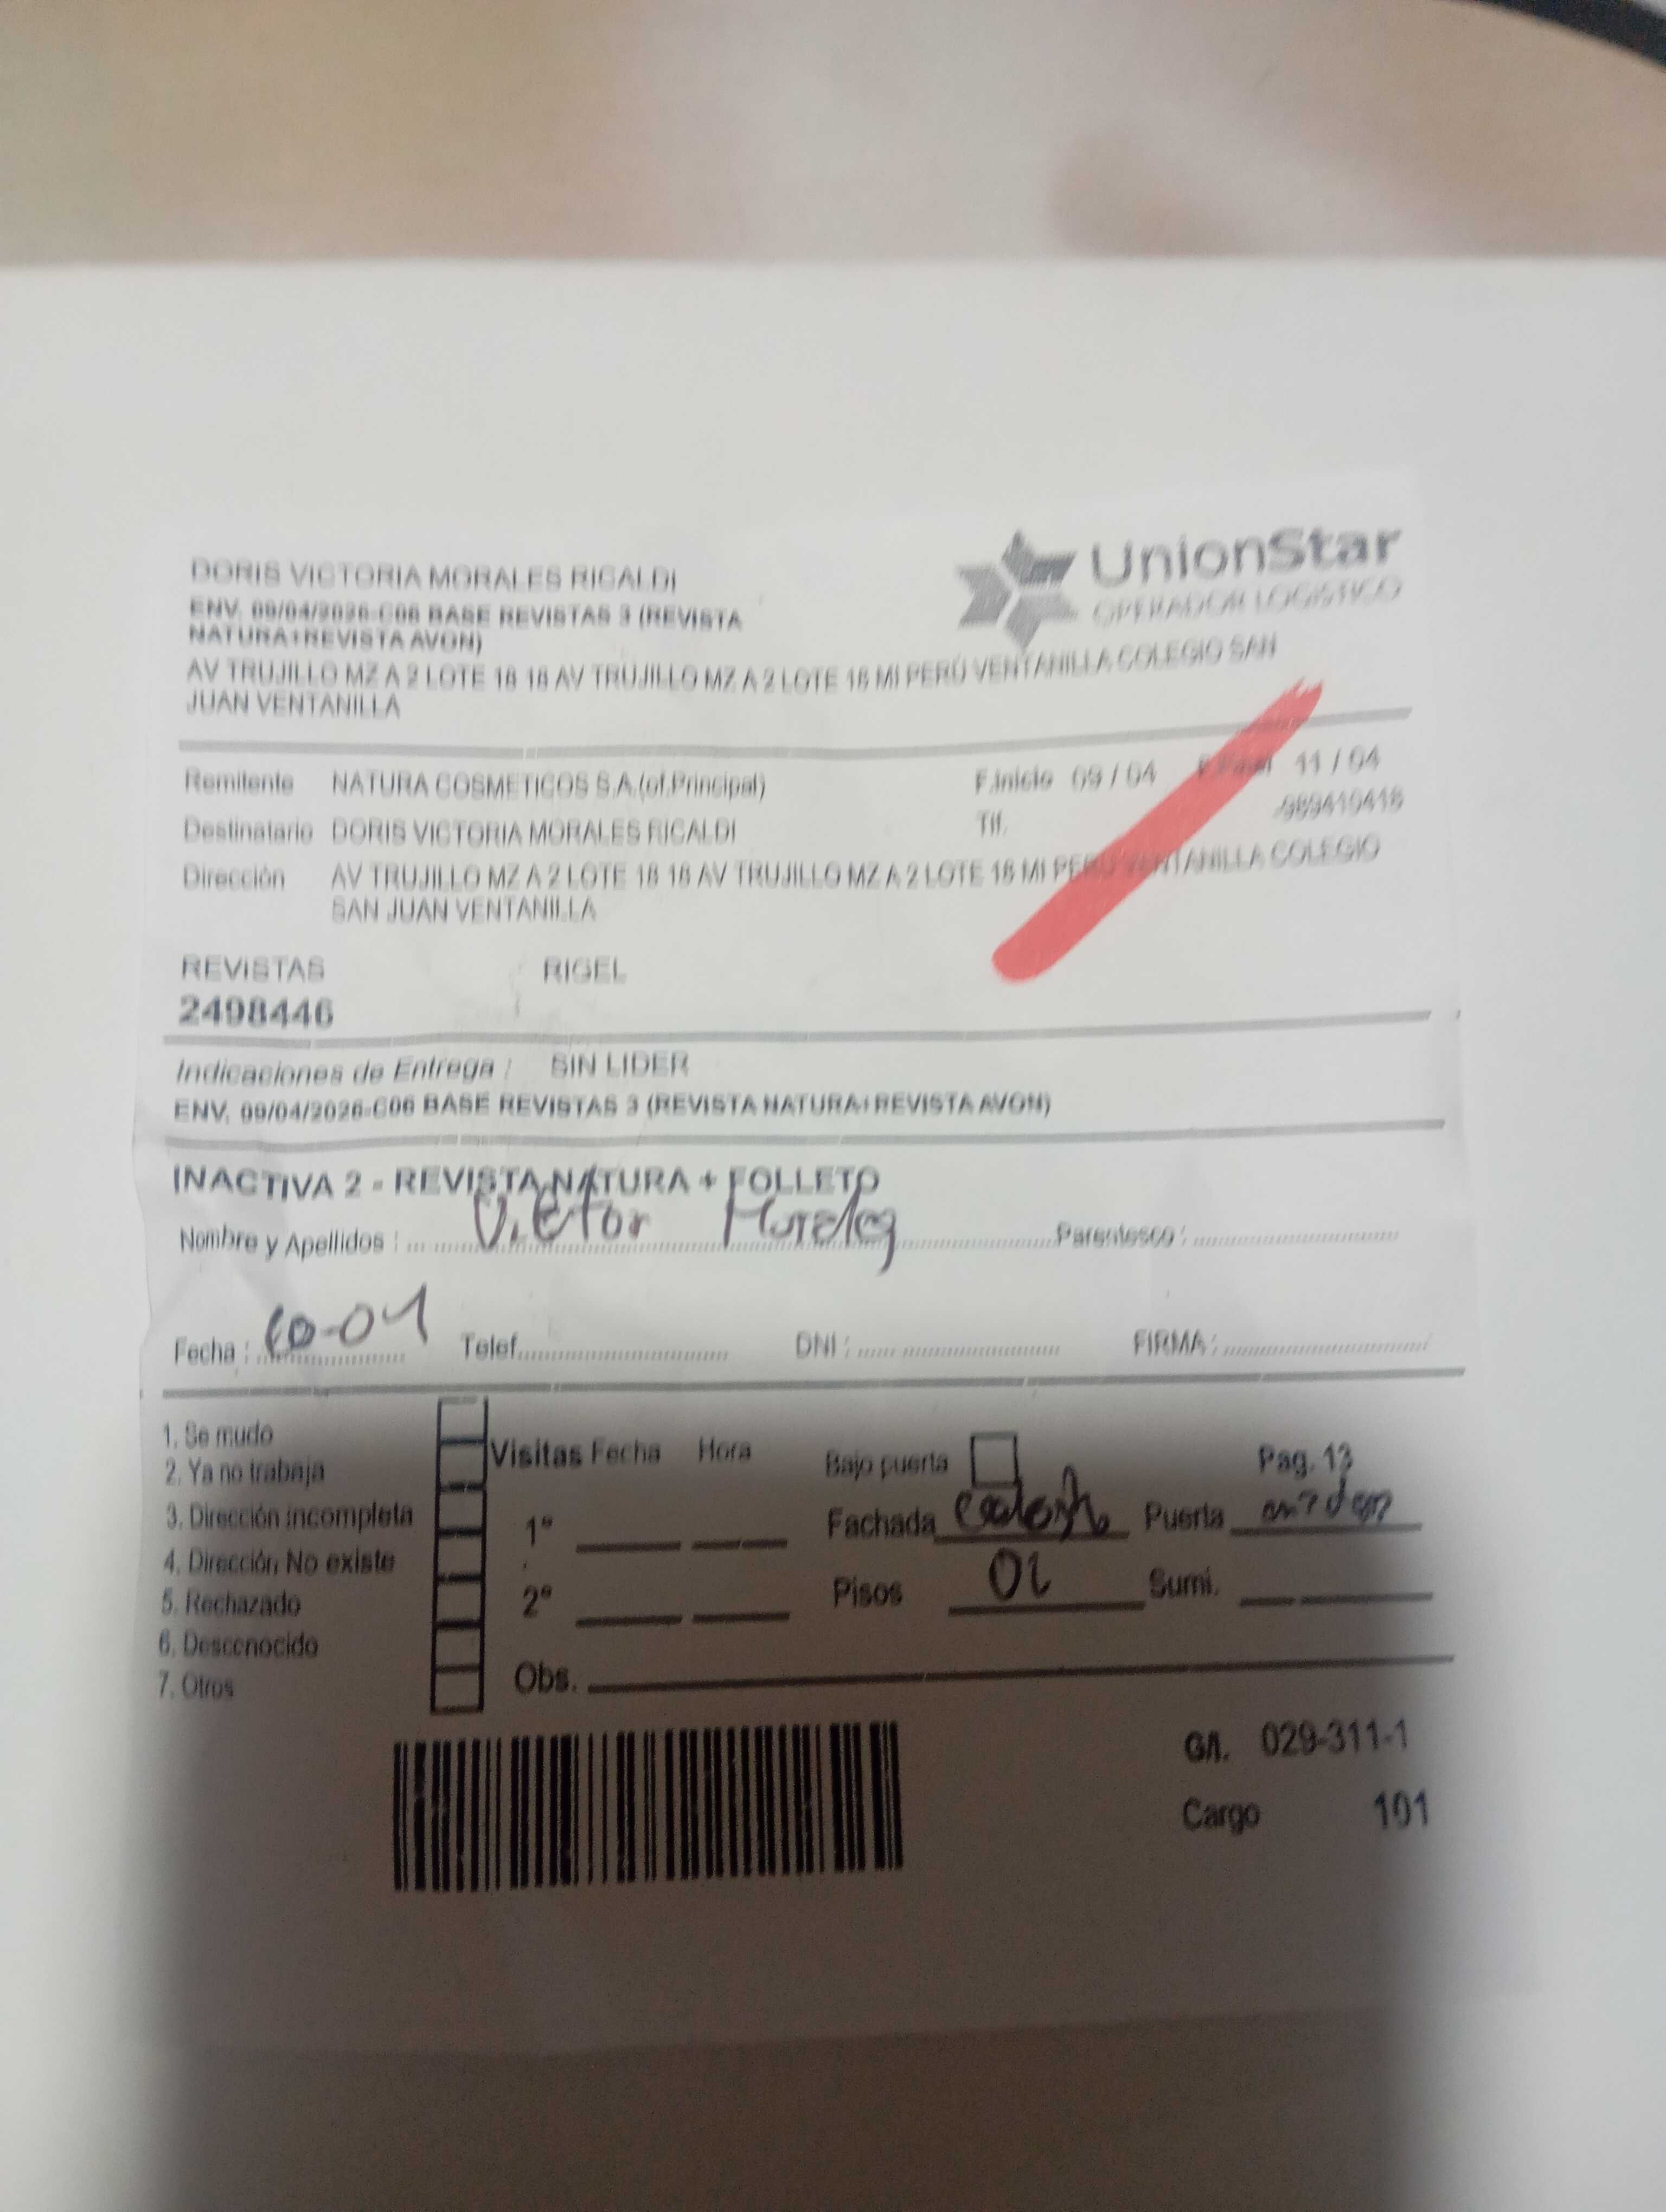 DORIS VICTORIA MORALES RICALDI
UnionStar
OPERADOR LOGISTICO
ENV. 09/04/2026-C06 BASE REVISTAS 3 (REVISTA
NATURA+REVISTA AVON)
AV TRUJILLO MZ A 2 LOTE 18 18 AV TRUJILLO MZ A 2 LOTE 18 MI PERÚ VENTANILLA COLEGIO SAN
JUAN VENTANILLA
Remitente NATURA COSMETICOS S.A.(of.Principal) F.Inicio 09 / 04 F.Final 11 / 04
Destinatario DORIS VICTORIA MORALES RICALDI Tlf. -989410416
Dirección AV TRUJILLO MZ A 2 LOTE 18 18 AV TRUJILLO MZ A 2 LOTE 18 MI PERÚ VENTANILLA COLEGIO
SAN JUAN VENTANILLA
REVISTAS RIGEL
2498446
Indicaciones de Entrega : SIN LIDER
ENV. 09/04/2026-C06 BASE REVISTAS 3 (REVISTA NATURA+REVISTA AVON)
INACTIVA 2 - REVISTA NATURA + FOLLETO
Nombre y Apellidos : Victor Morales Parentesco :
Fecha : 10-04 Telef. DNI : FIRMA :
1. Se mudo
2. Ya no trabaja
3. Dirección incompleta
4. Dirección No existe
5. Rechazado
6. Desconocido
7. Otros
Visitas Fecha Hora Bajo puerta Pag. 13
1° Fachada Puerta
2° Pisos 02 Sumi.
Obs.
G/I. 029-311-1
Cargo 101